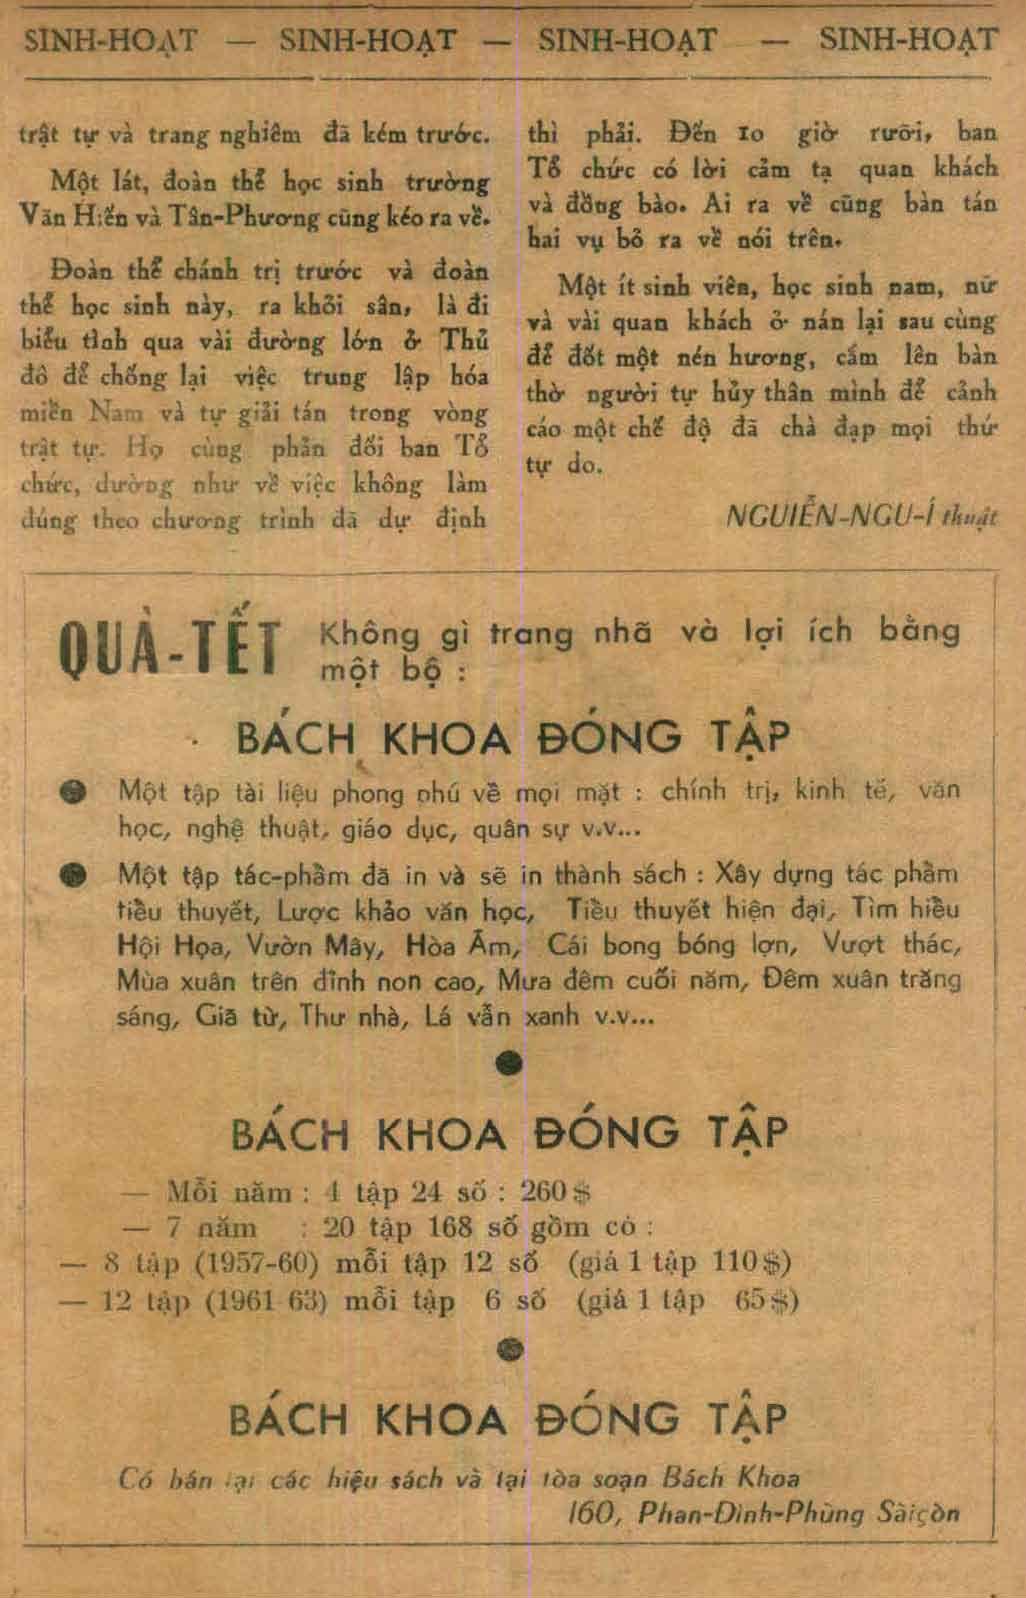 SINH-HOẠT — SINH-HOẠT — SINH-HOẠT — SINH-HOẠT
trật tự và trang nghiêm đã kém trước.
Một lát, đoàn thể học sinh trường
Văn Hiến và Tân-Phương cũng kéo ra về.
Đoàn thể chánh trị trước và đoàn
thể học sinh này, ra khỏi sân, là đi
biểu tình qua vài đường lớn ở Thủ
đô để chống lại việc trung lập hóa
miền Nam và tự giải tán trong vòng
trật tự. Họ cùng phản đối ban Tổ
chức, dường như về việc không làm
đúng theo chương trình đã dự định
thì phải. Đến 10 giờ rưỡi, ban
Tổ chức có lời cảm tạ quan khách
và đồng bào. Ai ra về cũng bàn tán
hai vụ bỏ ra về nói trên.
Một ít sinh viên, học sinh nam, nữ
và vài quan khách ở nán lại sau cùng
để đốt một nén hương, cắm lên bàn
thờ người tự hủy thân mình để cảnh
cáo một chế độ đã chà đạp mọi thứ
tự do.
NGUIỄN-NGU-Í thuật
QUÀ-TẾT Không gì trang nhã và lợi ích bằng
một bộ :
BÁCH KHOA ĐÓNG TẬP
● Một tập tài liệu phong phú về mọi mặt : chính trị, kinh tế, văn
học, nghệ thuật, giáo dục, quân sự v.v...
● Một tập tác-phẩm đã in và sẽ in thành sách : Xây dựng tác phẩm
tiểu thuyết, Lược khảo văn học, Tiểu thuyết hiện đại, Tìm hiểu
Hội Họa, Vườn Mây, Hòa Âm, Cái bong bóng lợn, Vượt thác,
Mùa xuân trên đỉnh non cao, Mưa đêm cuối năm, Đêm xuân trăng
sáng, Giã từ, Thư nhà, Lá vẫn xanh v.v...
●
BÁCH KHOA ĐÓNG TẬP
— Mỗi năm : 4 tập 24 số : 260$
— 7 năm : 20 tập 168 số gồm có :
— 8 tập (1957-60) mỗi tập 12 số (giá 1 tập 110$)
— 12 tập (1961-63) mỗi tập 6 số (giá 1 tập 65$)
●
BÁCH KHOA ĐÓNG TẬP
Có bán tại các hiệu sách và tại tòa soạn Bách Khoa
160, Phan-Đình-Phùng Sàigòn